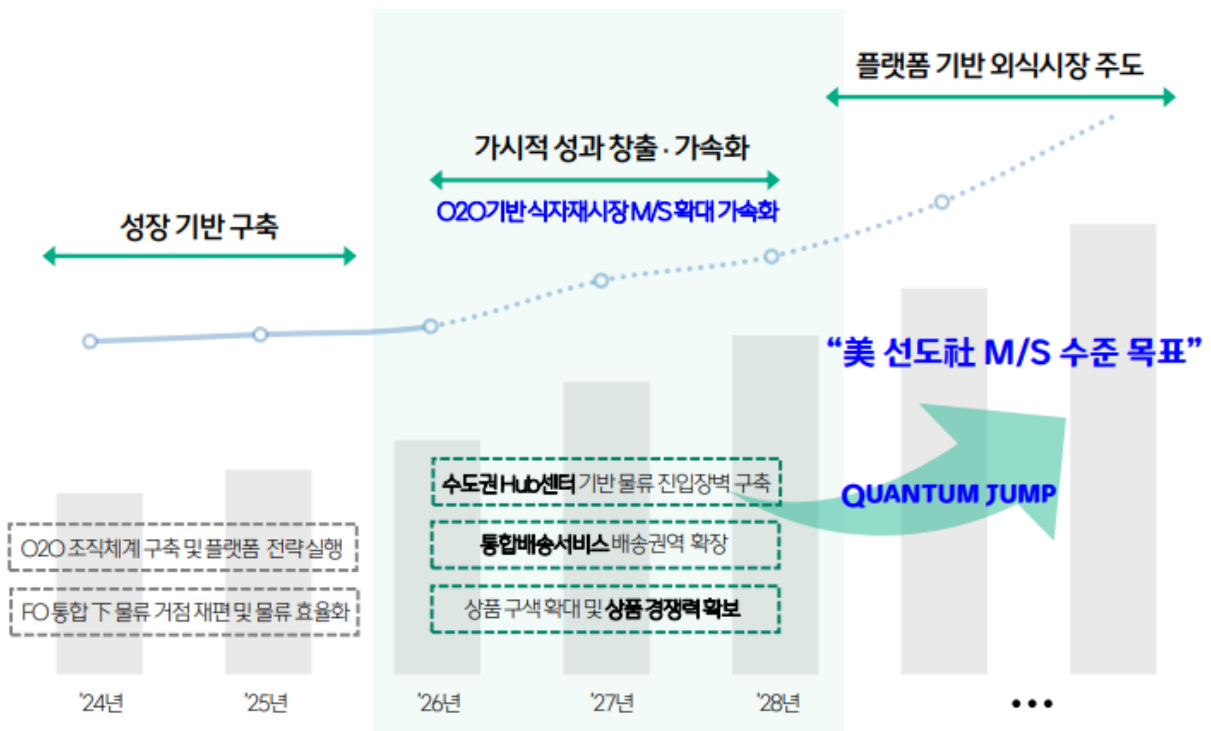 플랫폼 기반 외식시장 주도
가시적 성과 창출·가속화
O2O기반 식자재시장 M/S 확대 가속화
성장 기반 구축
“美 선도社 M/S 수준 목표”
QUANTUM JUMP
수도권 Hub센터 기반 물류 진입장벽 구축
통합배송서비스 배송권역 확장
상품 구색 확대 및 상품 경쟁력 확보
O2O 조직체계 구축 및 플랫폼 전략 실행
FO 통합 下 물류 거점 재편 및 물류 효율화
'24년 '25년 '26년 '27년 '28년 •••